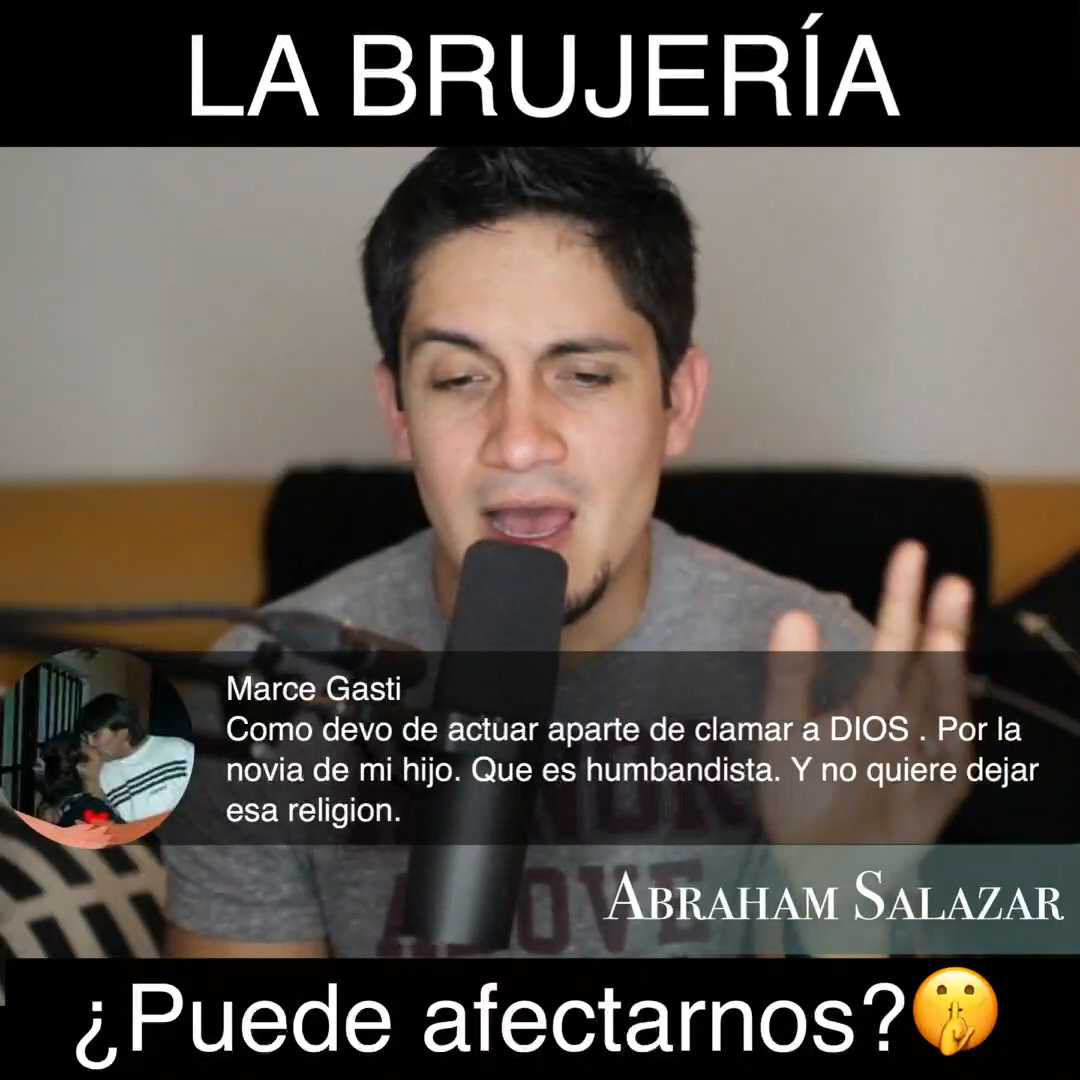 LA BRUJERÍA
Marce Gasti
Como devo de actuar aparte de clamar a DIOS . Por la
novia de mi hijo. Que es humbandista. Y no quiere dejar
esa religion.
ABOVE
ABRAHAM SALAZAR
¿Puede afectarnos?🤫